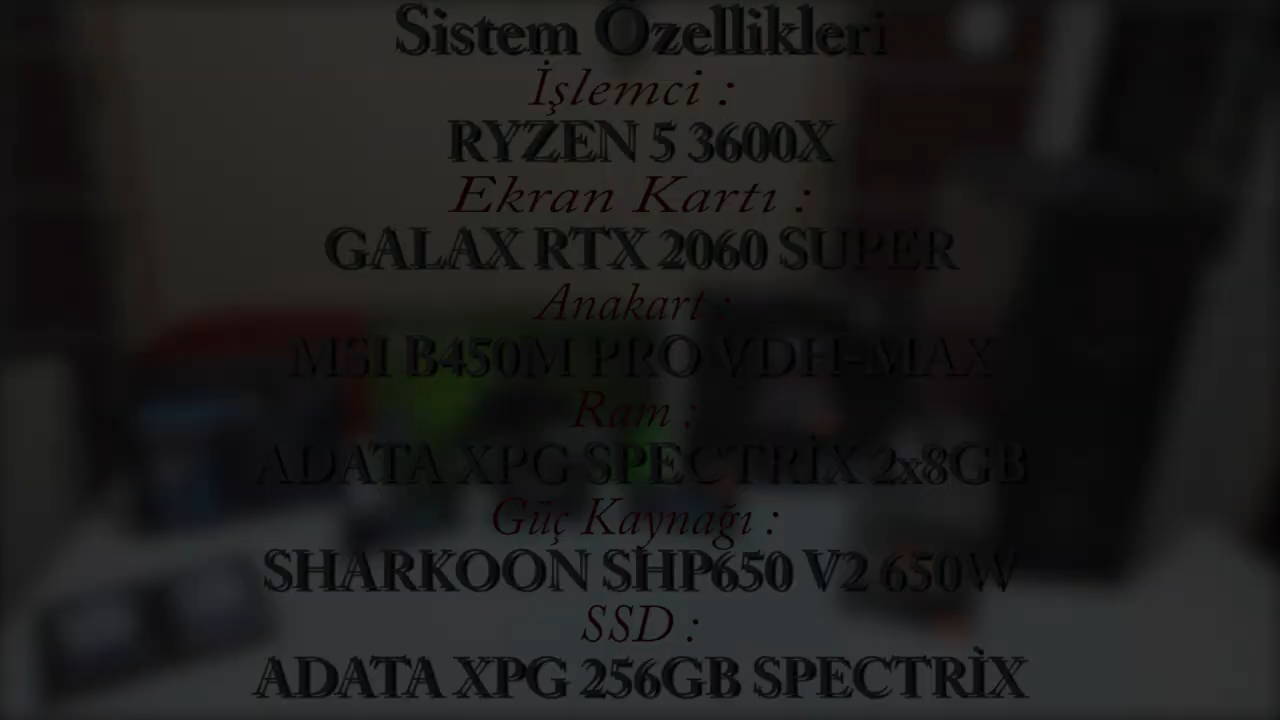 Sistem Özellikleri
İşlemci :
RYZEN 5 3600X
Ekran Kartı :
GALAX RTX 2060 SUPER
Anakart :
MSI B450M PRO VDH-MAX
Ram :
ADATA XPG SPECTRİX 2x8GB
Güç Kaynağı :
SHARKOON SHP650 V2 650W
SSD :
ADATA XPG 256GB SPECTRİX